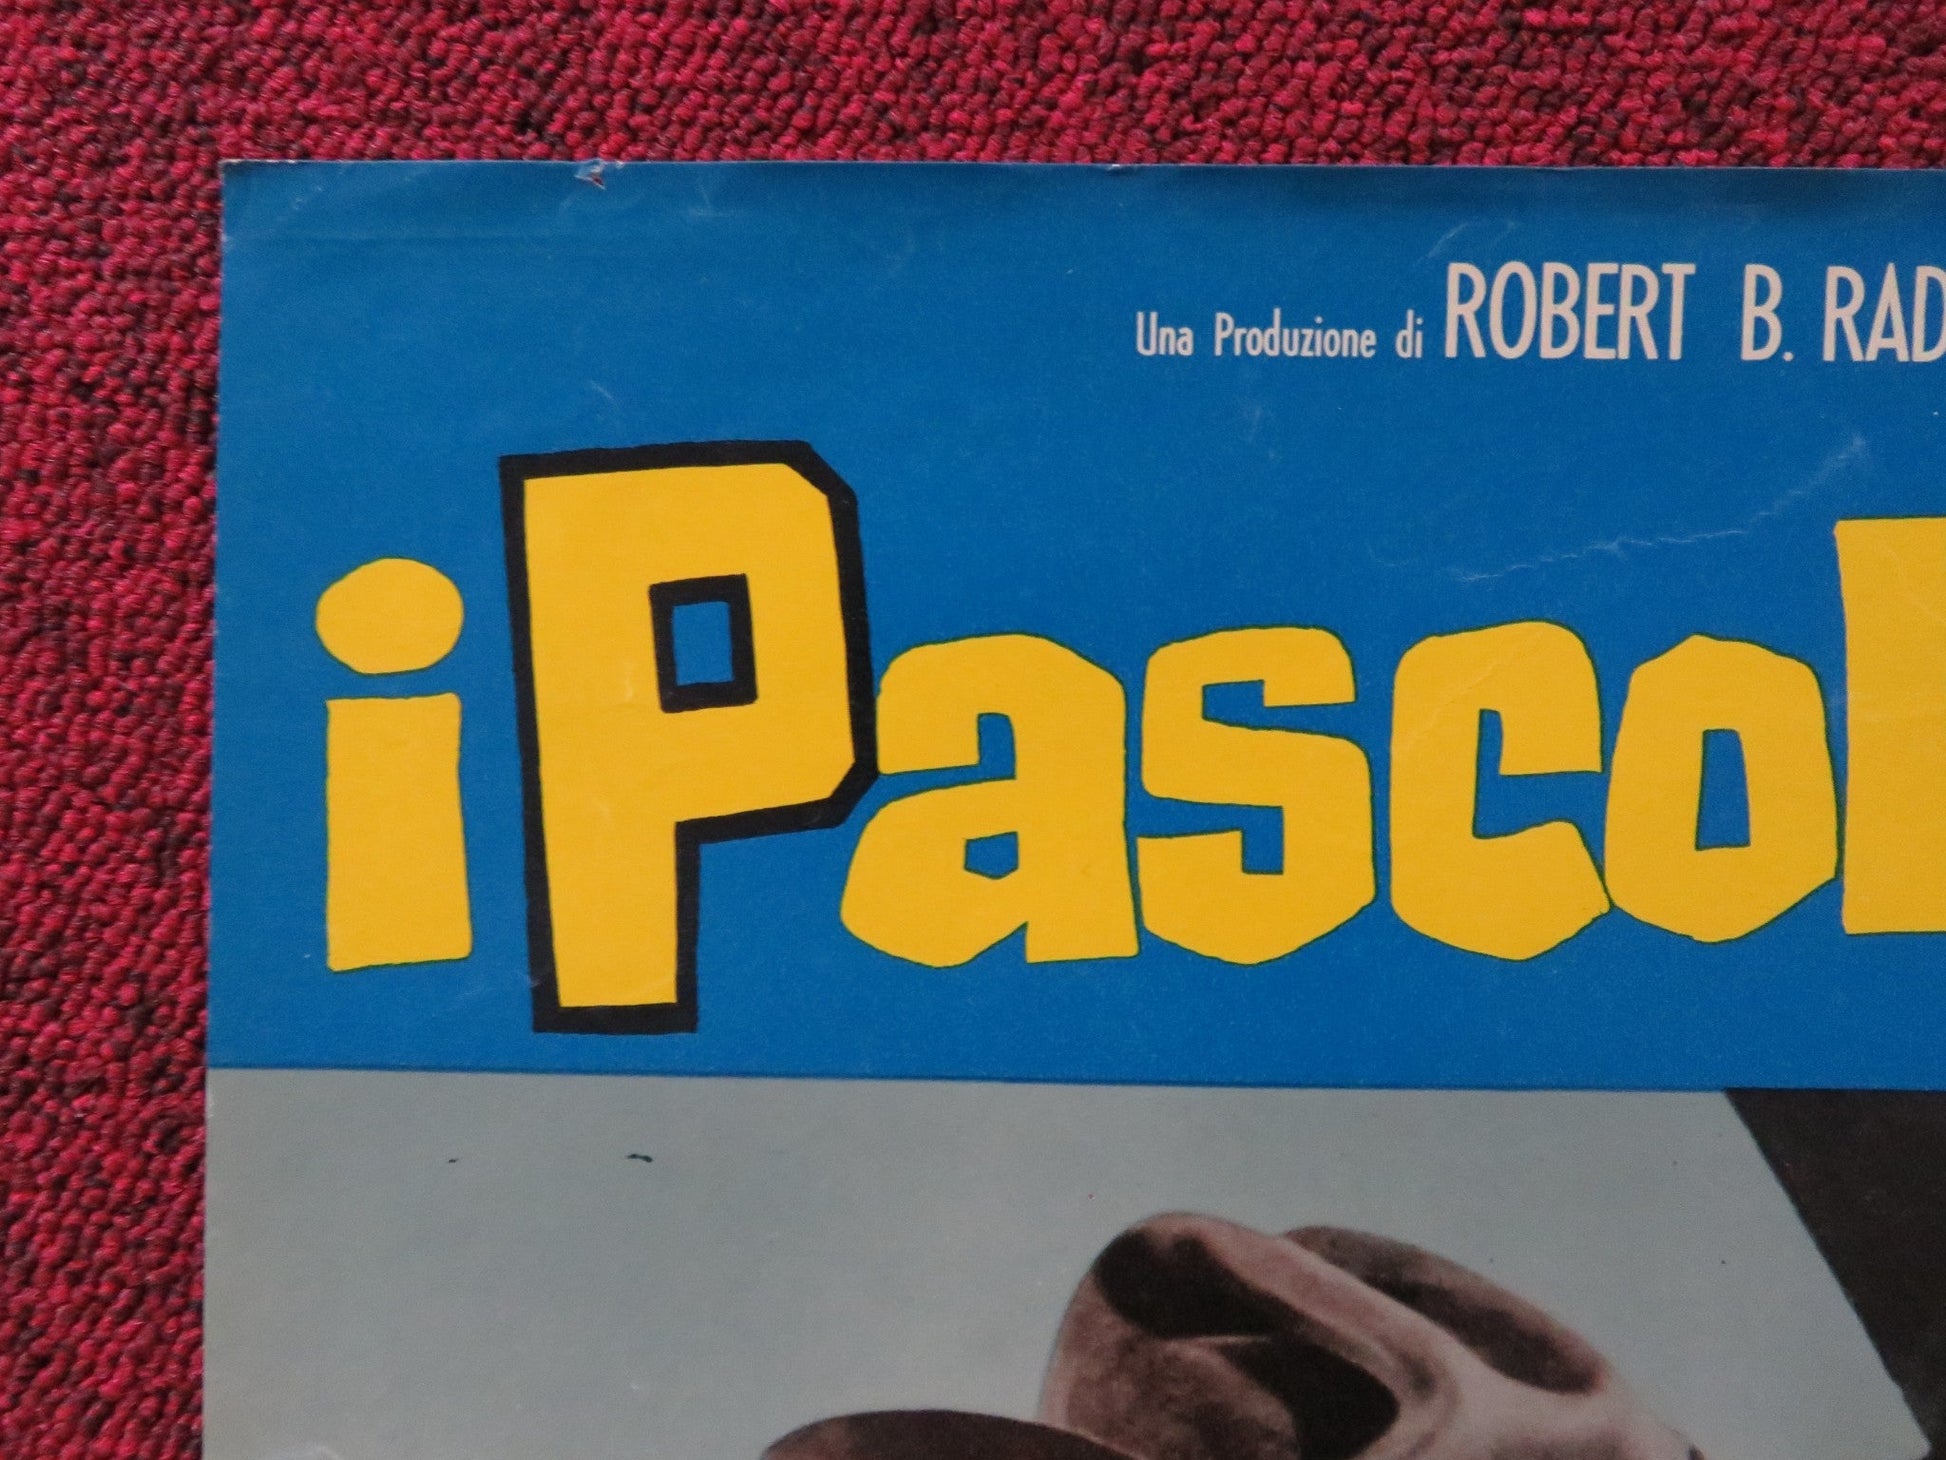 Una Produzione di ROBERT B. RAD
i Pascol